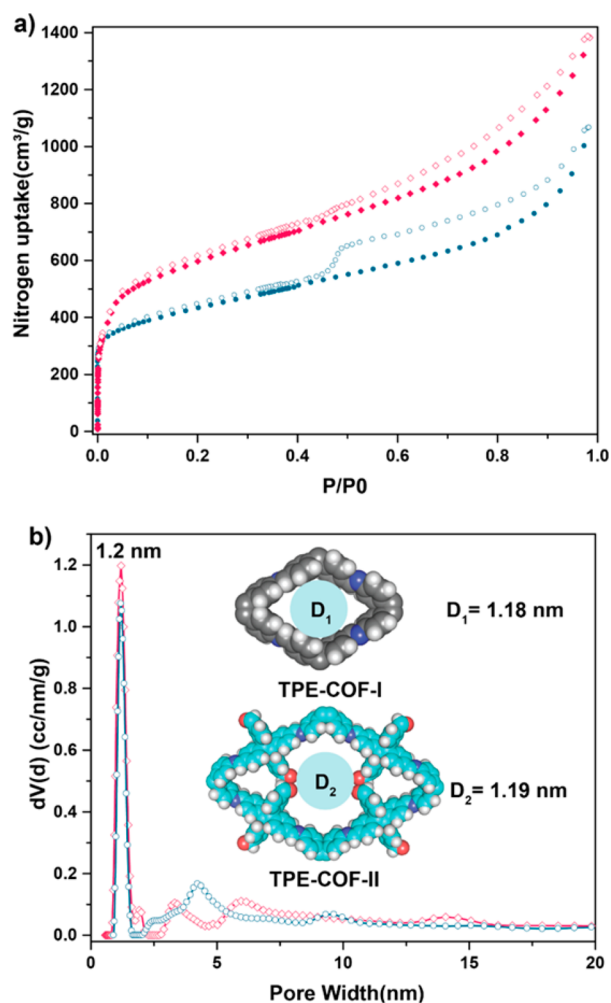 a)
1400
1200
1000
800
600
400
200
0
Nitrogen uptake(cm³/g)
0.0 0.2 0.4 0.6 0.8 1.0
P/P0
b)
1.2 nm
1.2
1.0
0.8
0.6
0.4
0.2
0.0
dV(d) (cc/nm/g)
D₁
D₁= 1.18 nm
TPE-COF-I
D₂
D₂= 1.19 nm
TPE-COF-II
0 5 10 15 20
Pore Width(nm)